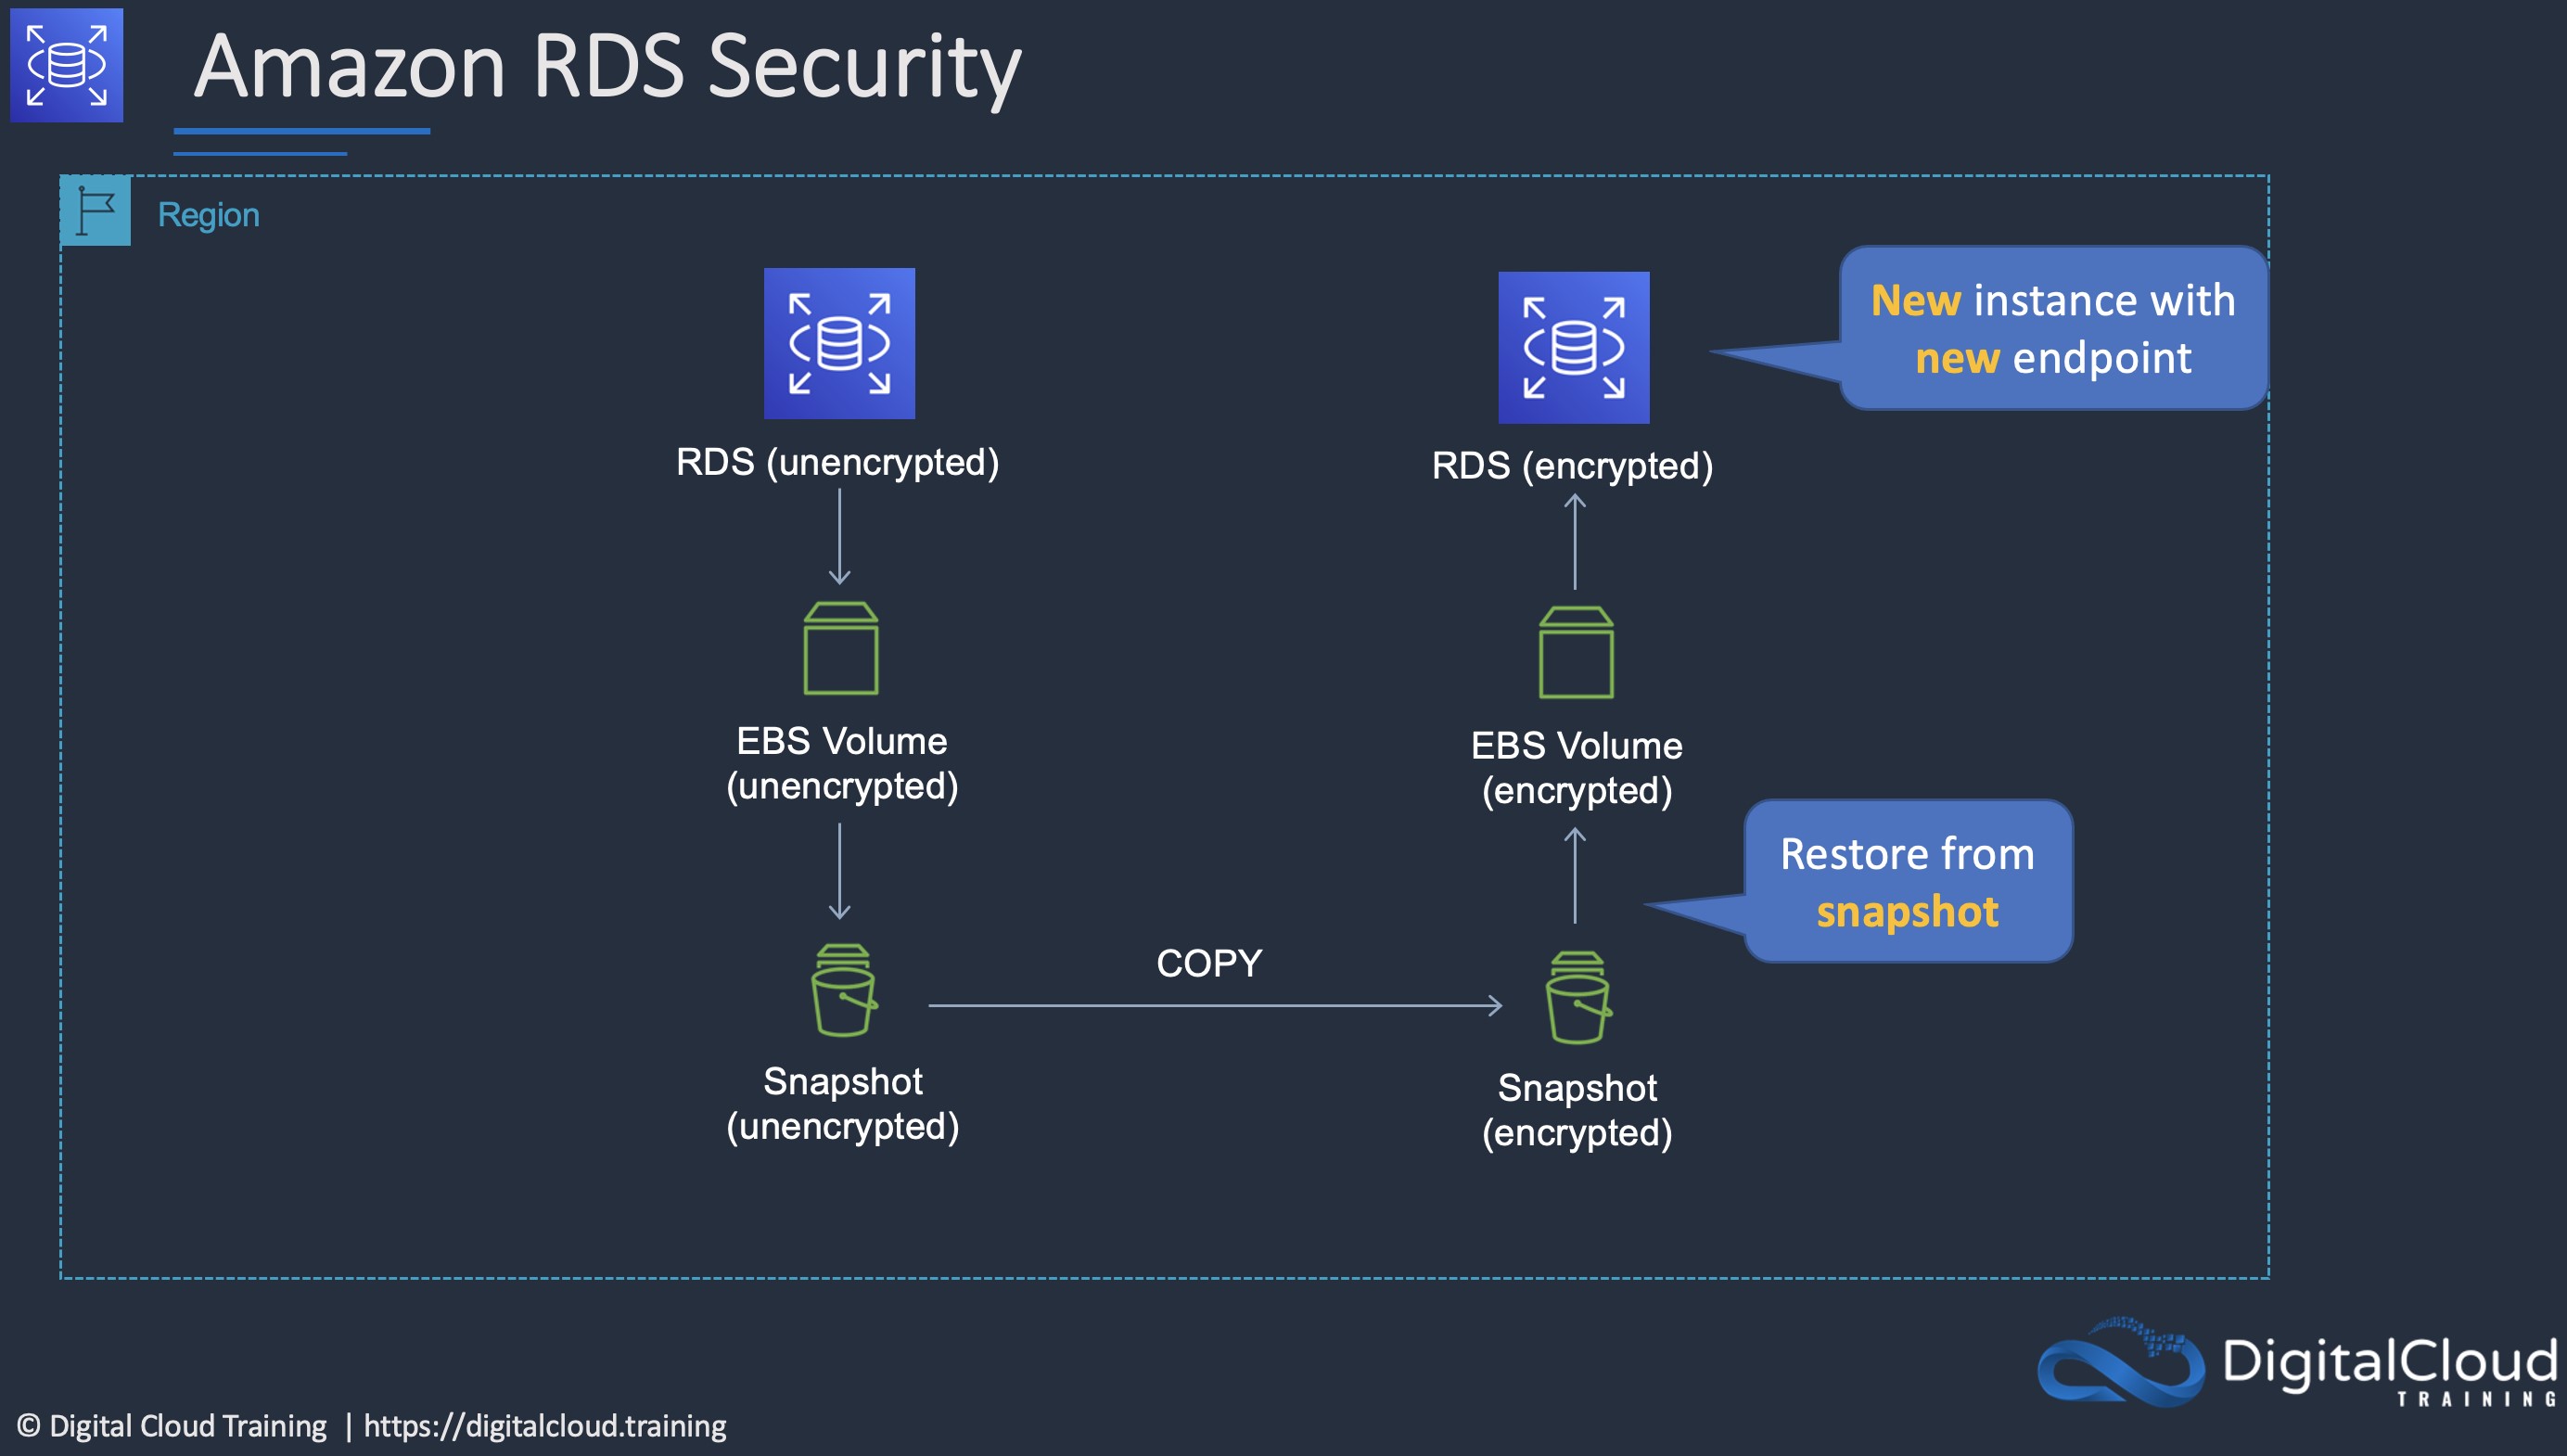 Amazon RDS Security
Region
New instance with
new endpoint
RDS (unencrypted)
RDS (encrypted)
EBS Volume
(unencrypted)
EBS Volume
(encrypted)
Restore from
snapshot
COPY
Snapshot
(unencrypted)
Snapshot
(encrypted)
DigitalCloud
TRAINING
© Digital Cloud Training | https://digitalcloud.training